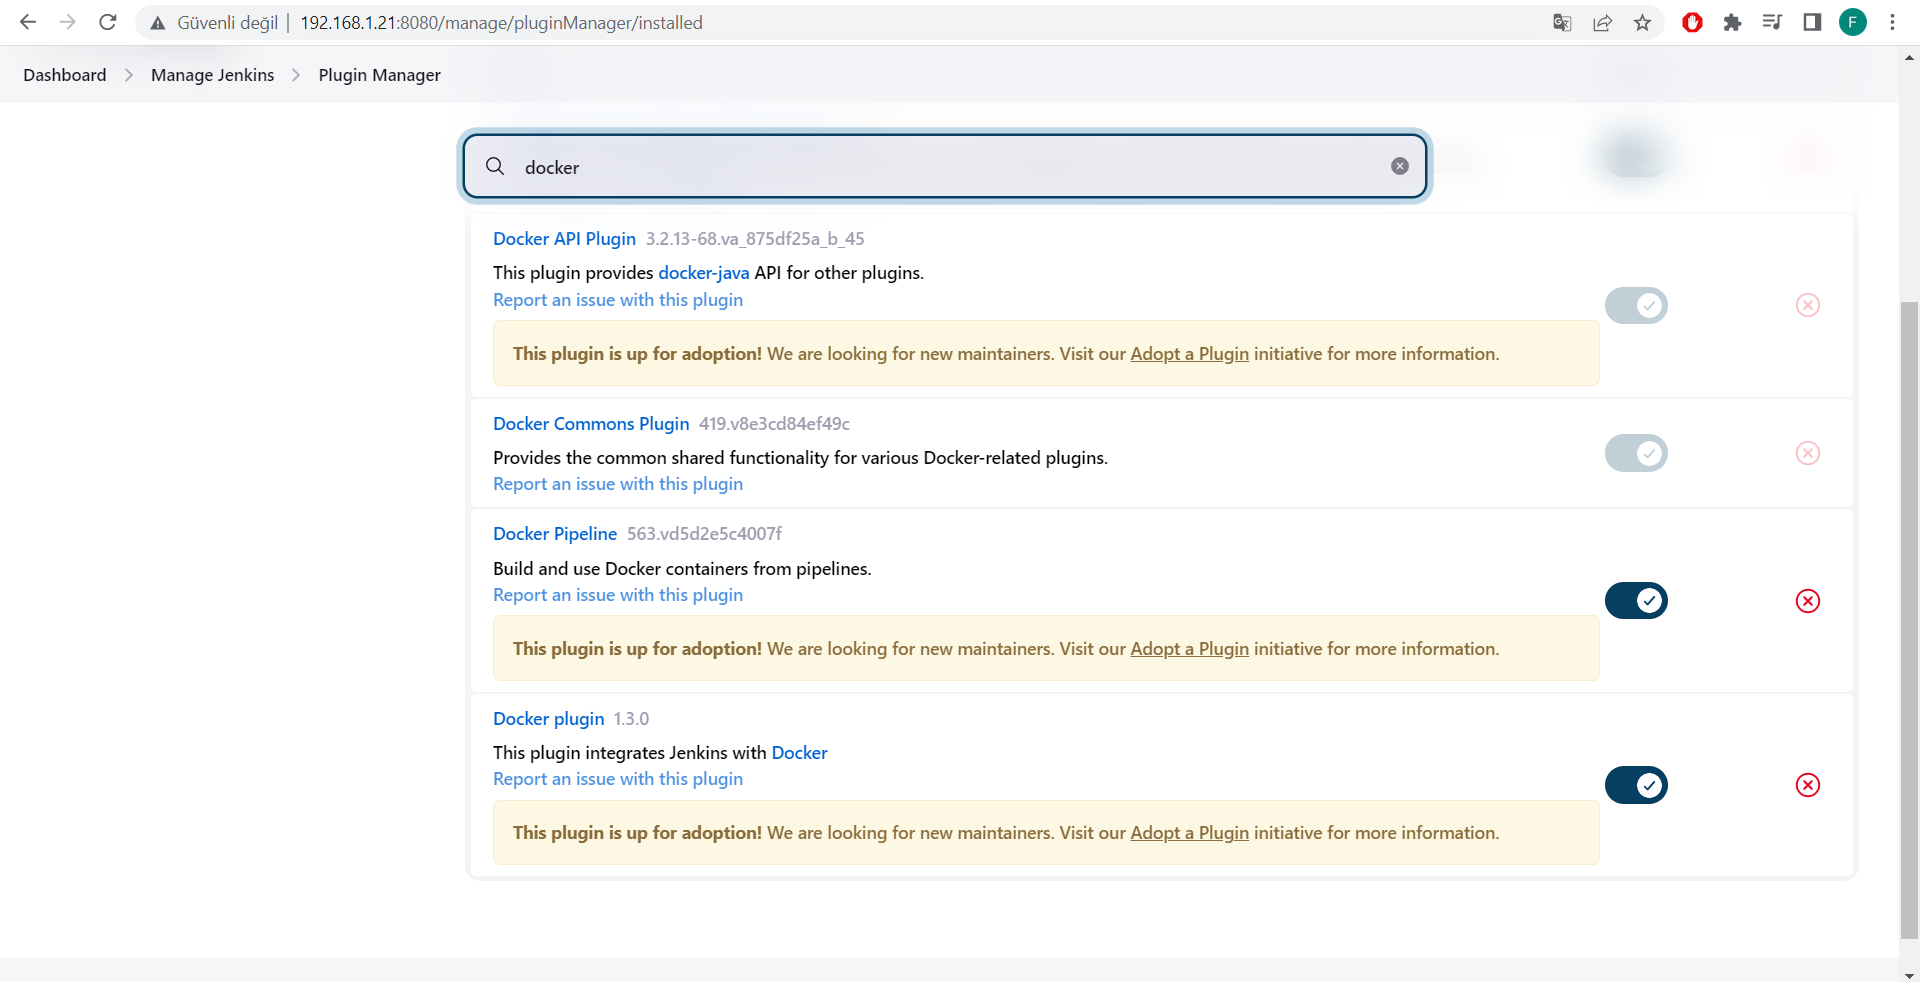 Güvenli değil | 192.168.1.21:8080/manage/pluginManager/installed
F
Dashboard > Manage Jenkins > Plugin Manager
docker
Docker API Plugin 3.2.13-68.va_875df25a_b_45
This plugin provides docker-java API for other plugins.
Report an issue with this plugin
This plugin is up for adoption! We are looking for new maintainers. Visit our Adopt a Plugin initiative for more information.
Docker Commons Plugin 419.v8e3cd84ef49c
Provides the common shared functionality for various Docker-related plugins.
Report an issue with this plugin
Docker Pipeline 563.vd5d2e5c4007f
Build and use Docker containers from pipelines.
Report an issue with this plugin
This plugin is up for adoption! We are looking for new maintainers. Visit our Adopt a Plugin initiative for more information.
Docker plugin 1.3.0
This plugin integrates Jenkins with Docker
Report an issue with this plugin
This plugin is up for adoption! We are looking for new maintainers. Visit our Adopt a Plugin initiative for more information.